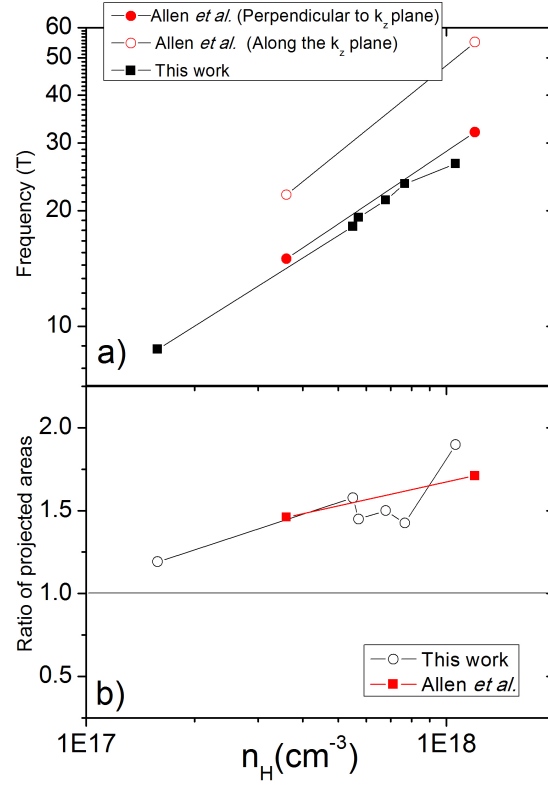 Allen et al. (Perpendicular to kz plane)
Allen et al. (Along the kz plane)
This work
60
50
40
30
20
10
Frequency (T)
a)
2.0
1.5
1.0
0.5
Ratio of projected areas
This work
Allen et al.
b)
1E17
1E18
nH(cm-3)